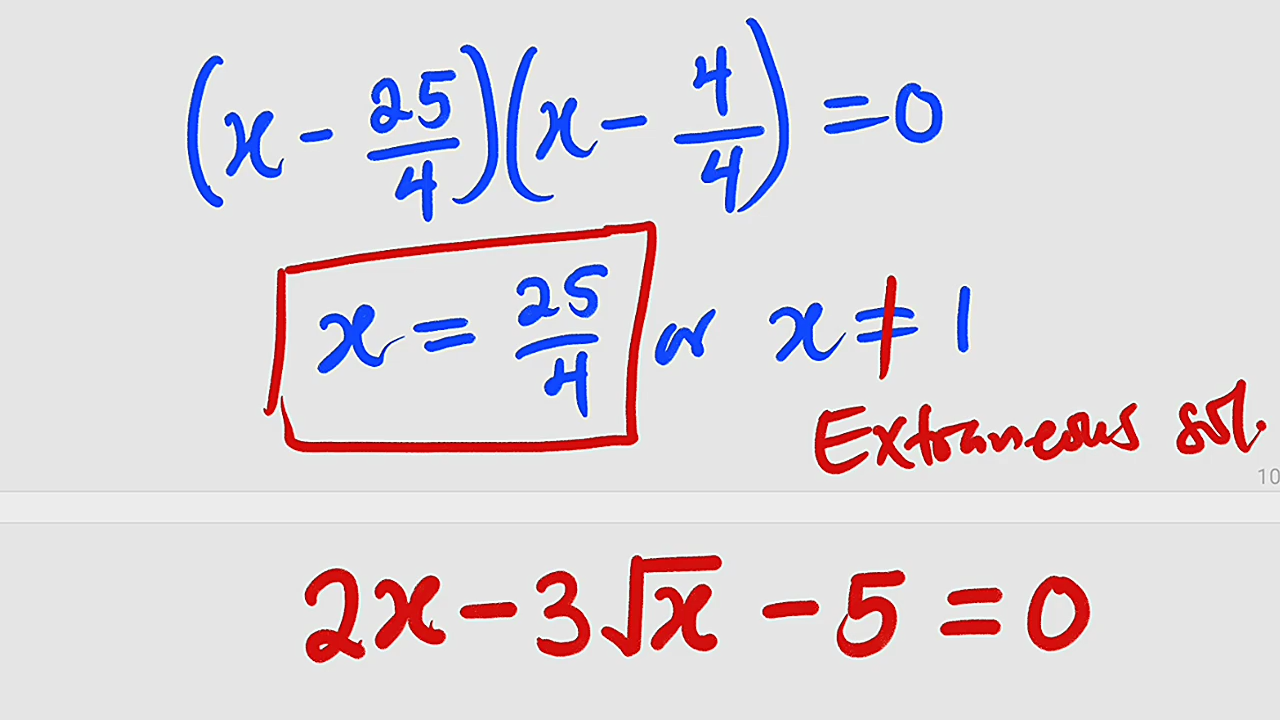 (x - 25/4)(x - 4/4) = 0
x = 25/4 or x ≠ 1
Extraneous sol.
10
2x - 3√x - 5 = 0